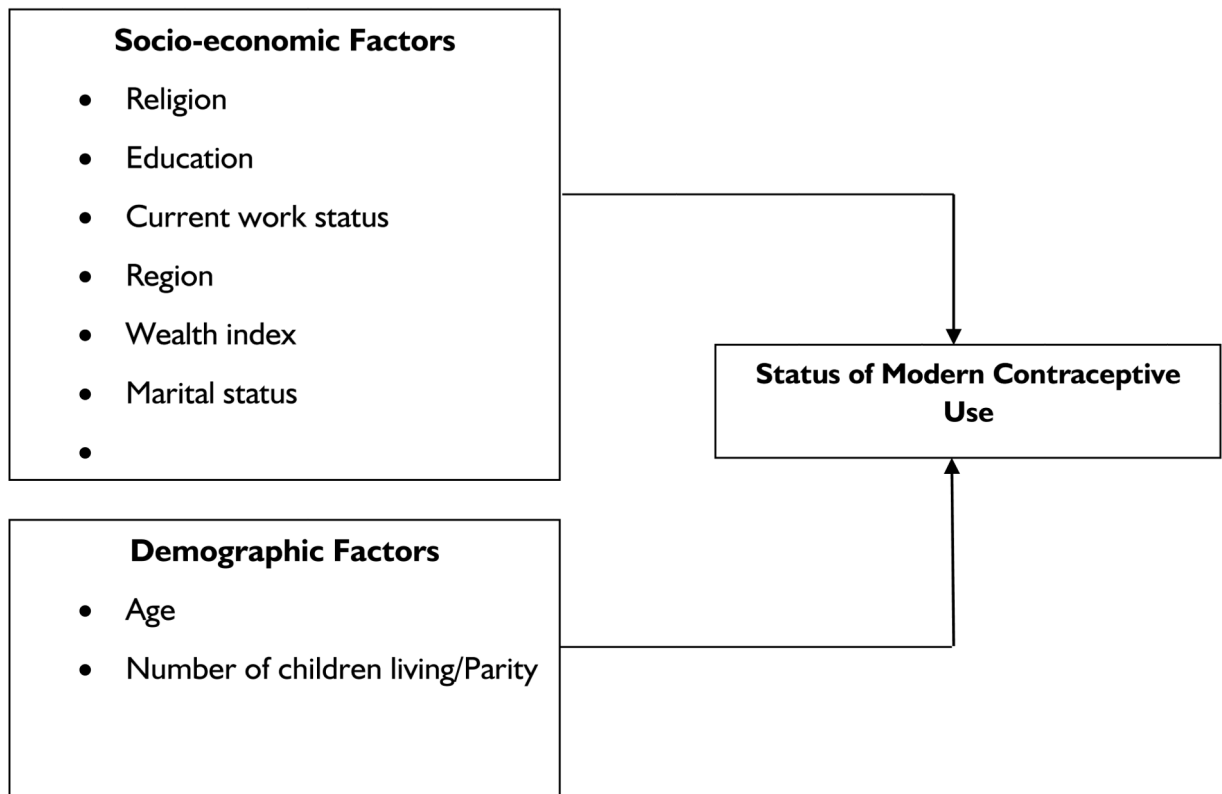 Socio-economic Factors
• Religion
• Education
• Current work status
• Region
• Wealth index
• Marital status
•
Status of Modern Contraceptive
Use
Demographic Factors
• Age
• Number of children living/Parity